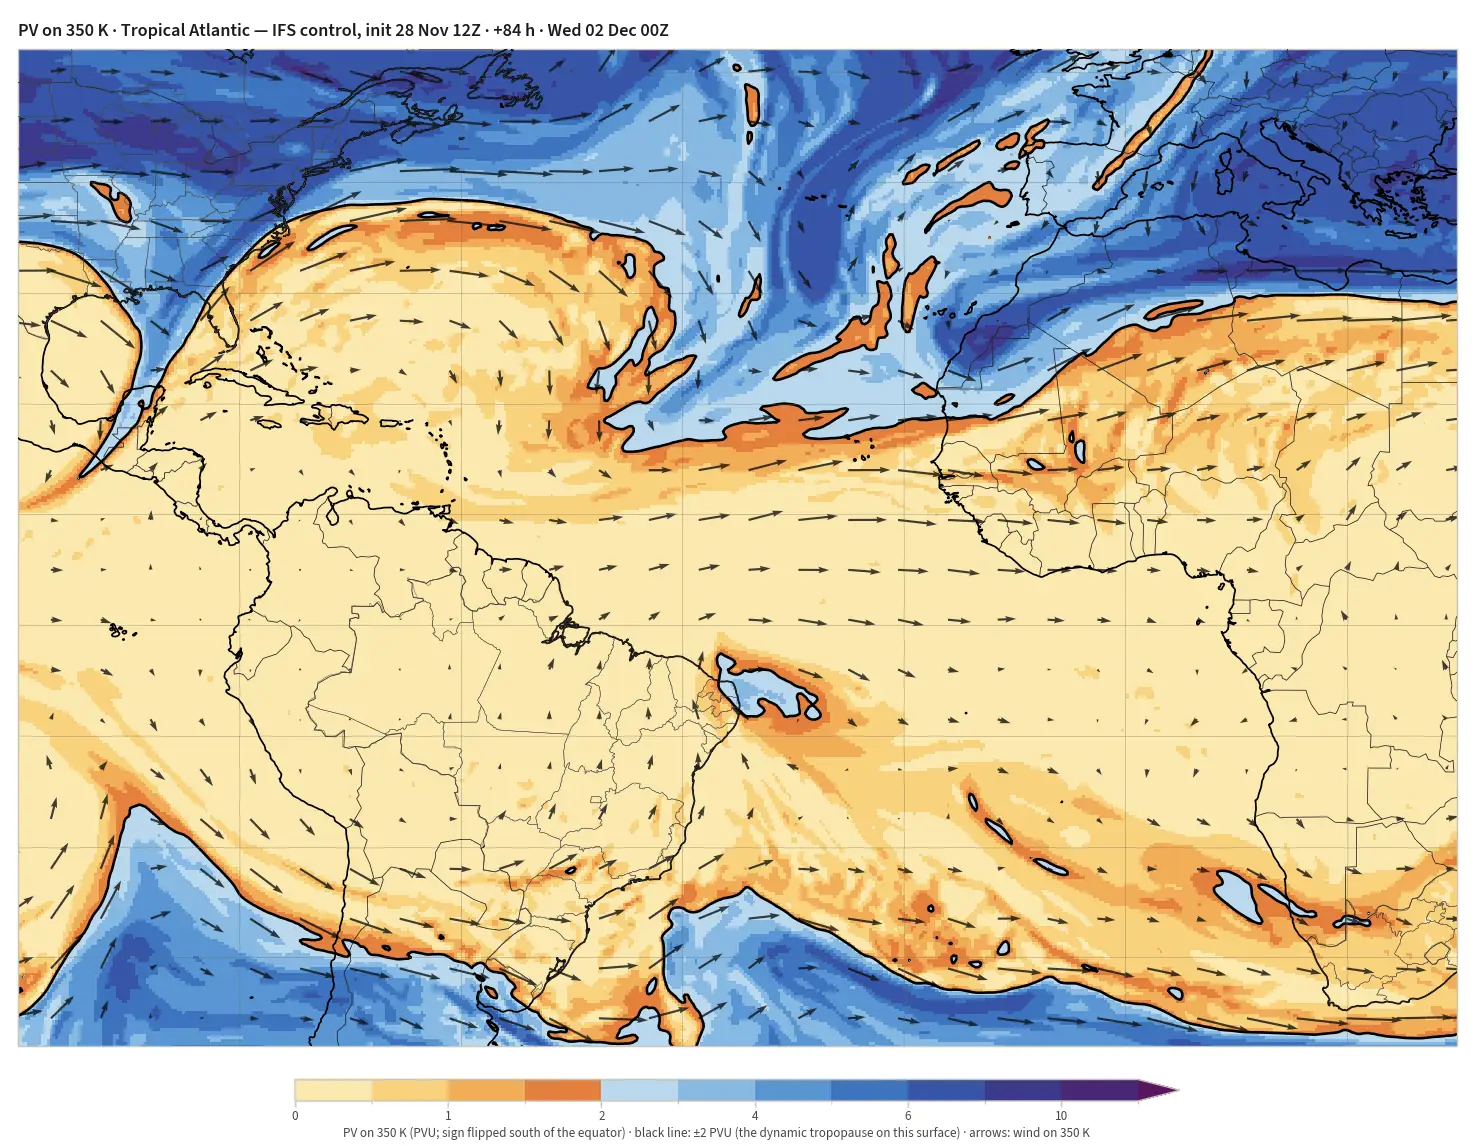 PV on 350 K · Tropical Atlantic — IFS control, init 28 Nov 12Z · +84 h · Wed 02 Dec 00Z
0 1 2 4 6 10
PV on 350 K (PVU; sign flipped south of the equator) · black line: ±2 PVU (the dynamic tropopause on this surface) · arrows: wind on 350 K